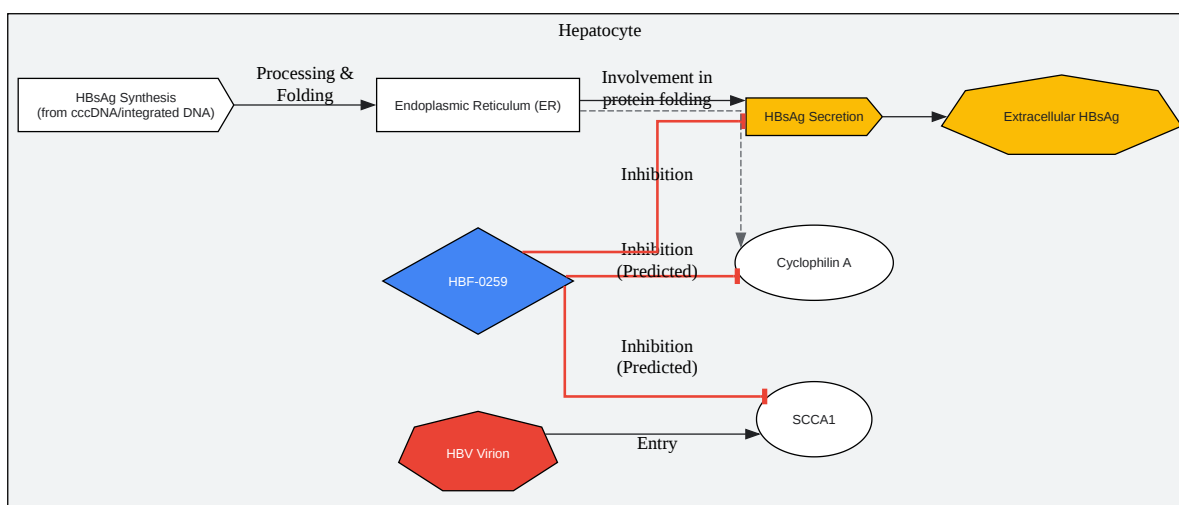 Hepatocyte
HBsAg Synthesis
(from cccDNA/integrated DNA)
Processing &
Folding
Endoplasmic Reticulum (ER)
Involvement in
protein folding
HBsAg Secretion
Extracellular HBsAg
Inhibition
HBF-0259
Inhibition
(Predicted)
Cyclophilin A
Inhibition
(Predicted)
SCCA1
HBV Virion
Entry